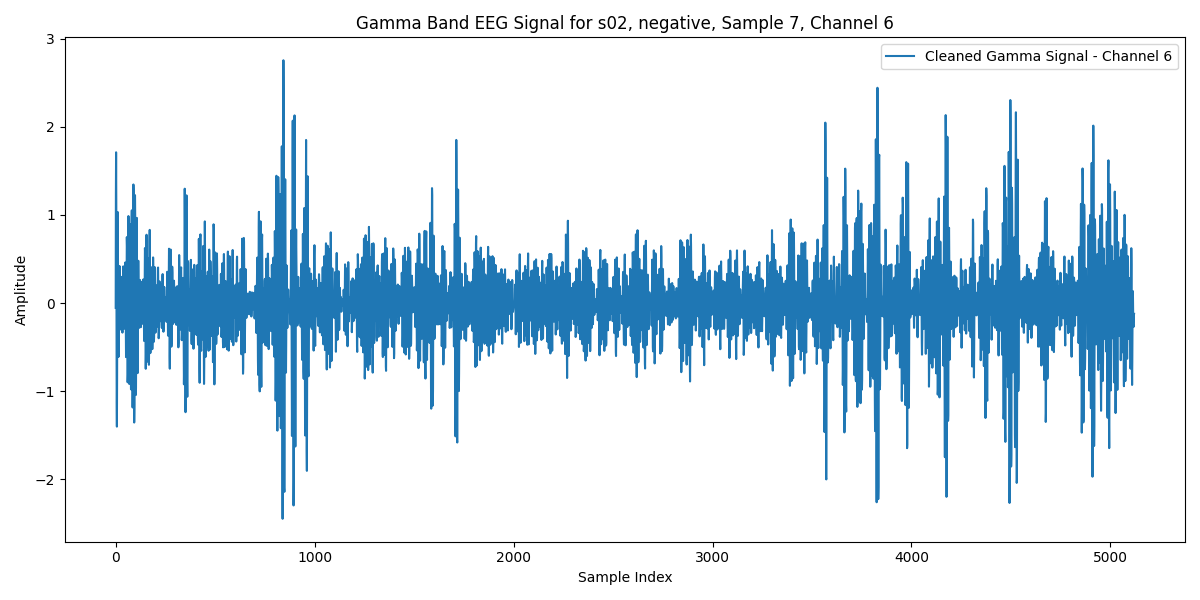 Gamma Band EEG Signal for s02, negative, Sample 7, Channel 6
Cleaned Gamma Signal - Channel 6
3
2
1
0
−1
−2
Amplitude
0 1000 2000 3000 4000 5000
Sample Index